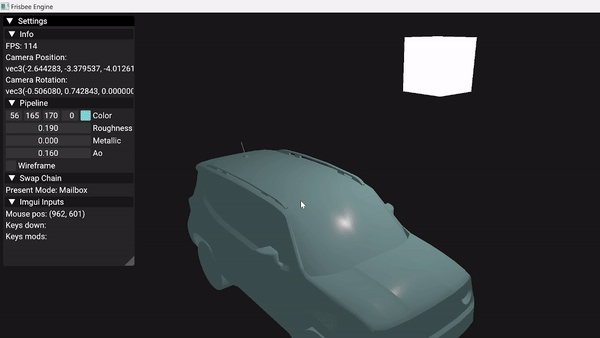 Frisbee Engine
Settings
Info
FPS: 114
Camera Position:
vec3(-2.644283, -3.379537, -4.01261
Camera Rotation:
vec3(-0.506080, 0.742843, 0.000000
Pipeline
56 165 170 0 Color
0.190 Roughness
0.000 Metallic
0.160 Ao
Wireframe
Swap Chain
Present Mode: Mailbox
Imgui Inputs
Mouse pos: (962, 601)
Keys down:
Keys mods: